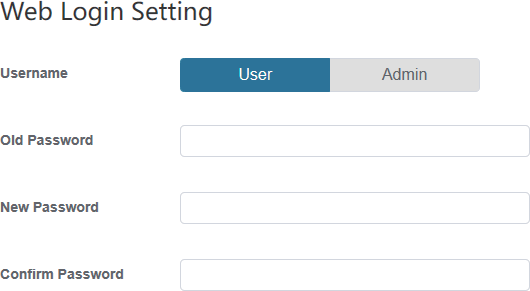 Web Login Setting
Username User Admin
Old Password
New Password
Confirm Password